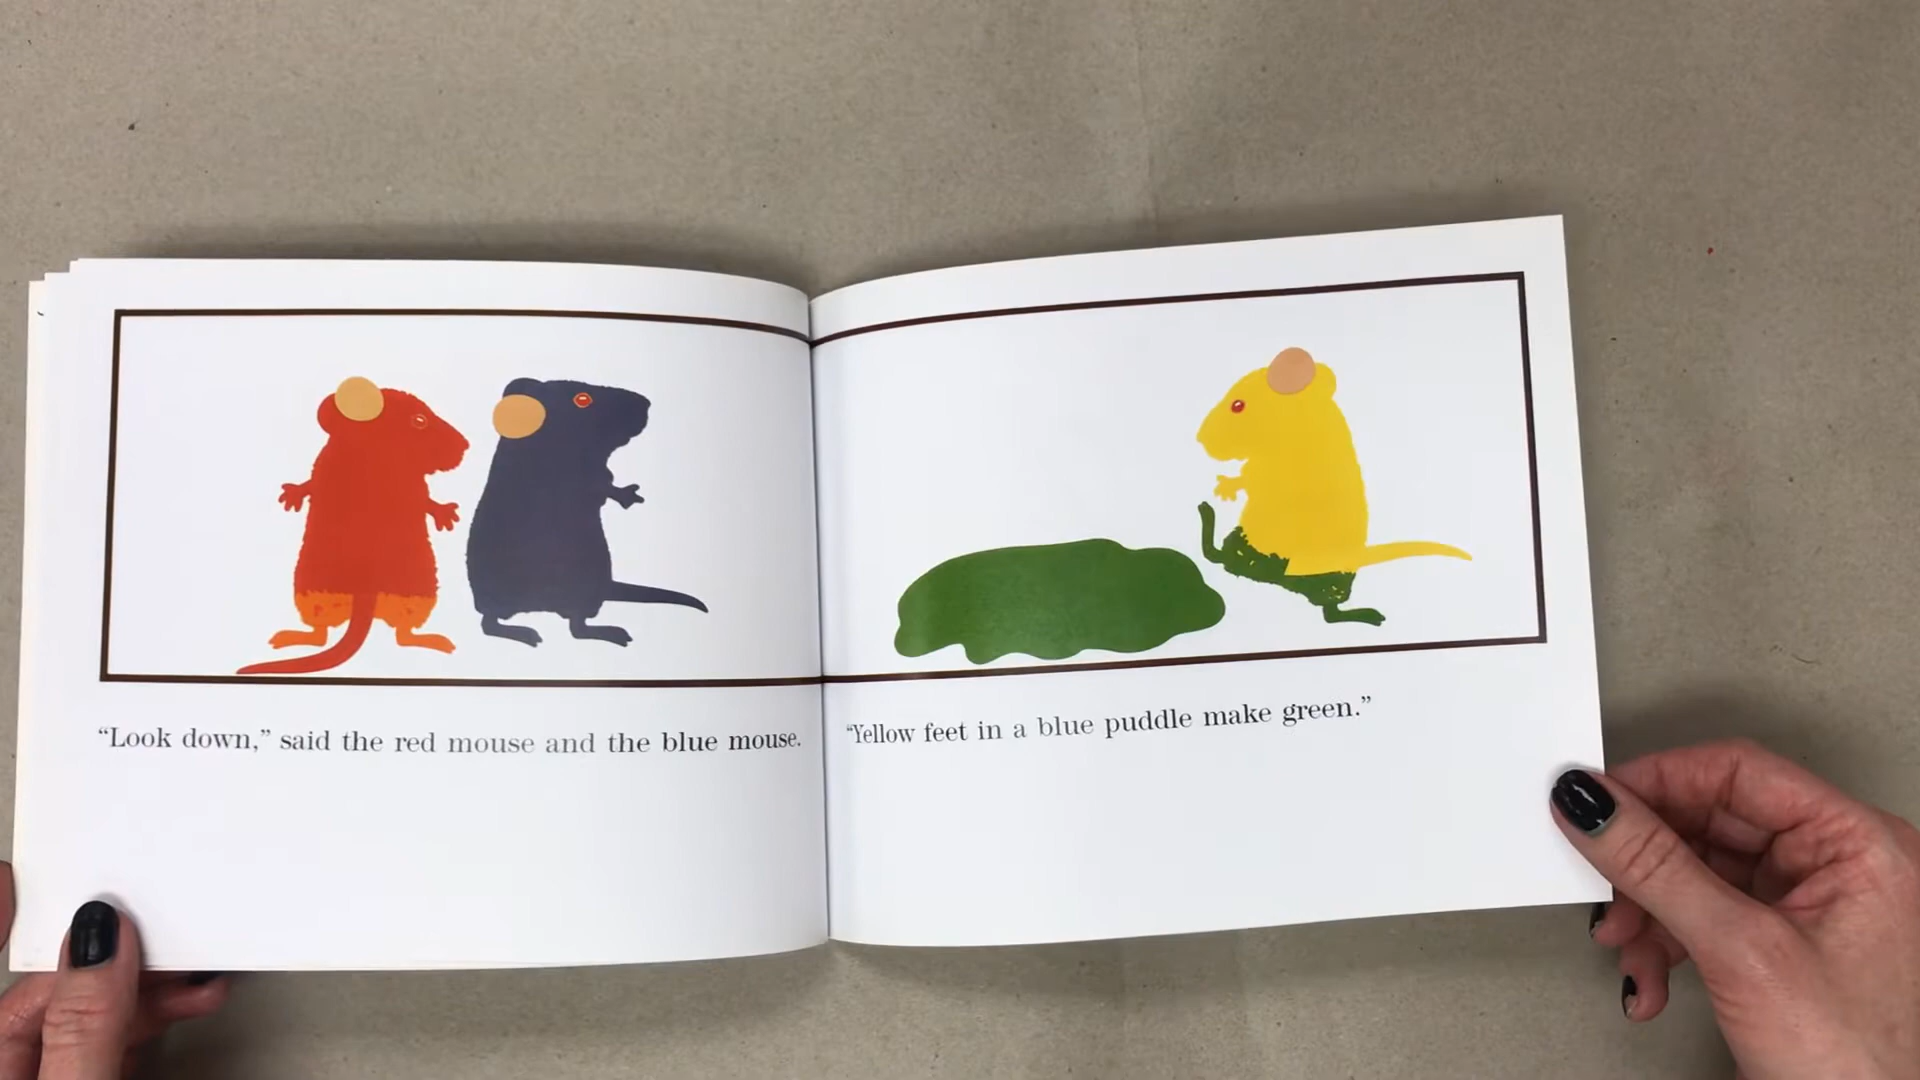 “Look down,” said the red mouse and the blue mouse.
“Yellow feet in a blue puddle make green.”